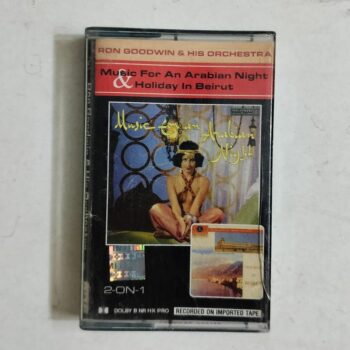 RON GOODWIN & HIS ORCHESTRA
Music For An Arabian Night
& Holiday In Beirut
Music for an Arabian
Night
2-ON-1
DOLBY B NR HX PRO
RECORDED ON IMPORTED TAPE